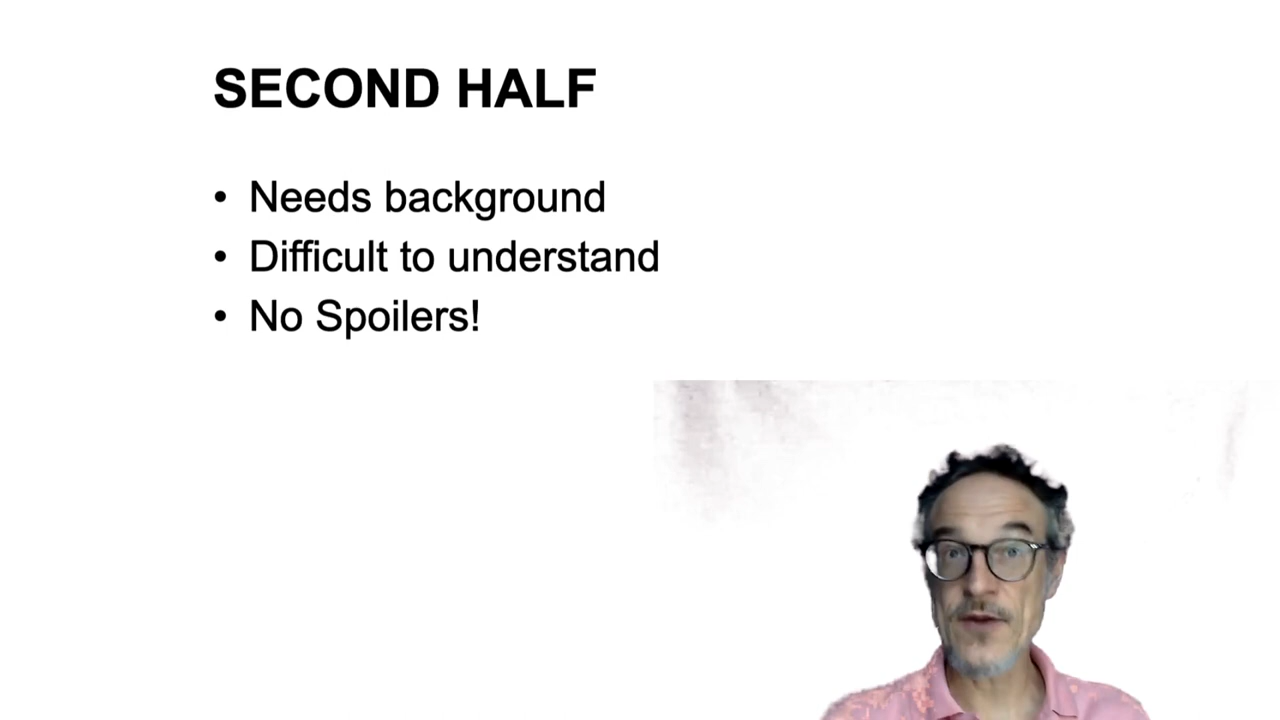 SECOND HALF
• Needs background
• Difficult to understand
• No Spoilers!